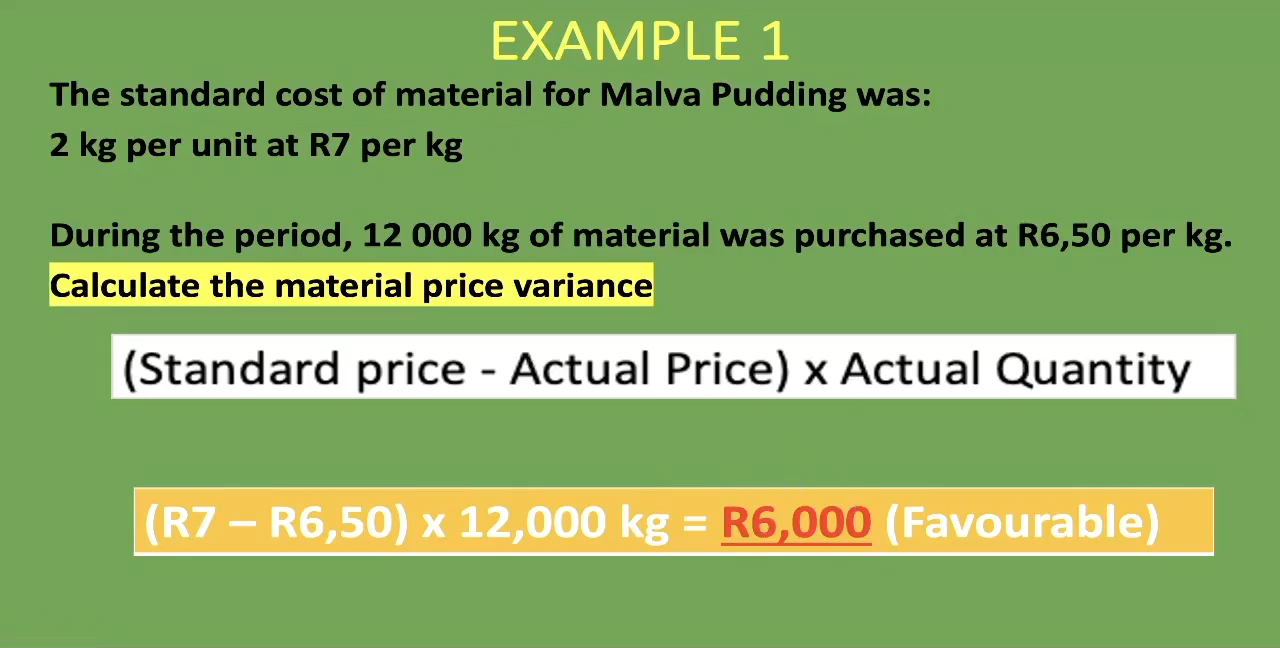 EXAMPLE 1
The standard cost of material for Malva Pudding was:
2 kg per unit at R7 per kg
During the period, 12 000 kg of material was purchased at R6,50 per kg.
Calculate the material price variance
(Standard price - Actual Price) x Actual Quantity
(R7 – R6,50) x 12,000 kg = R6,000 (Favourable)